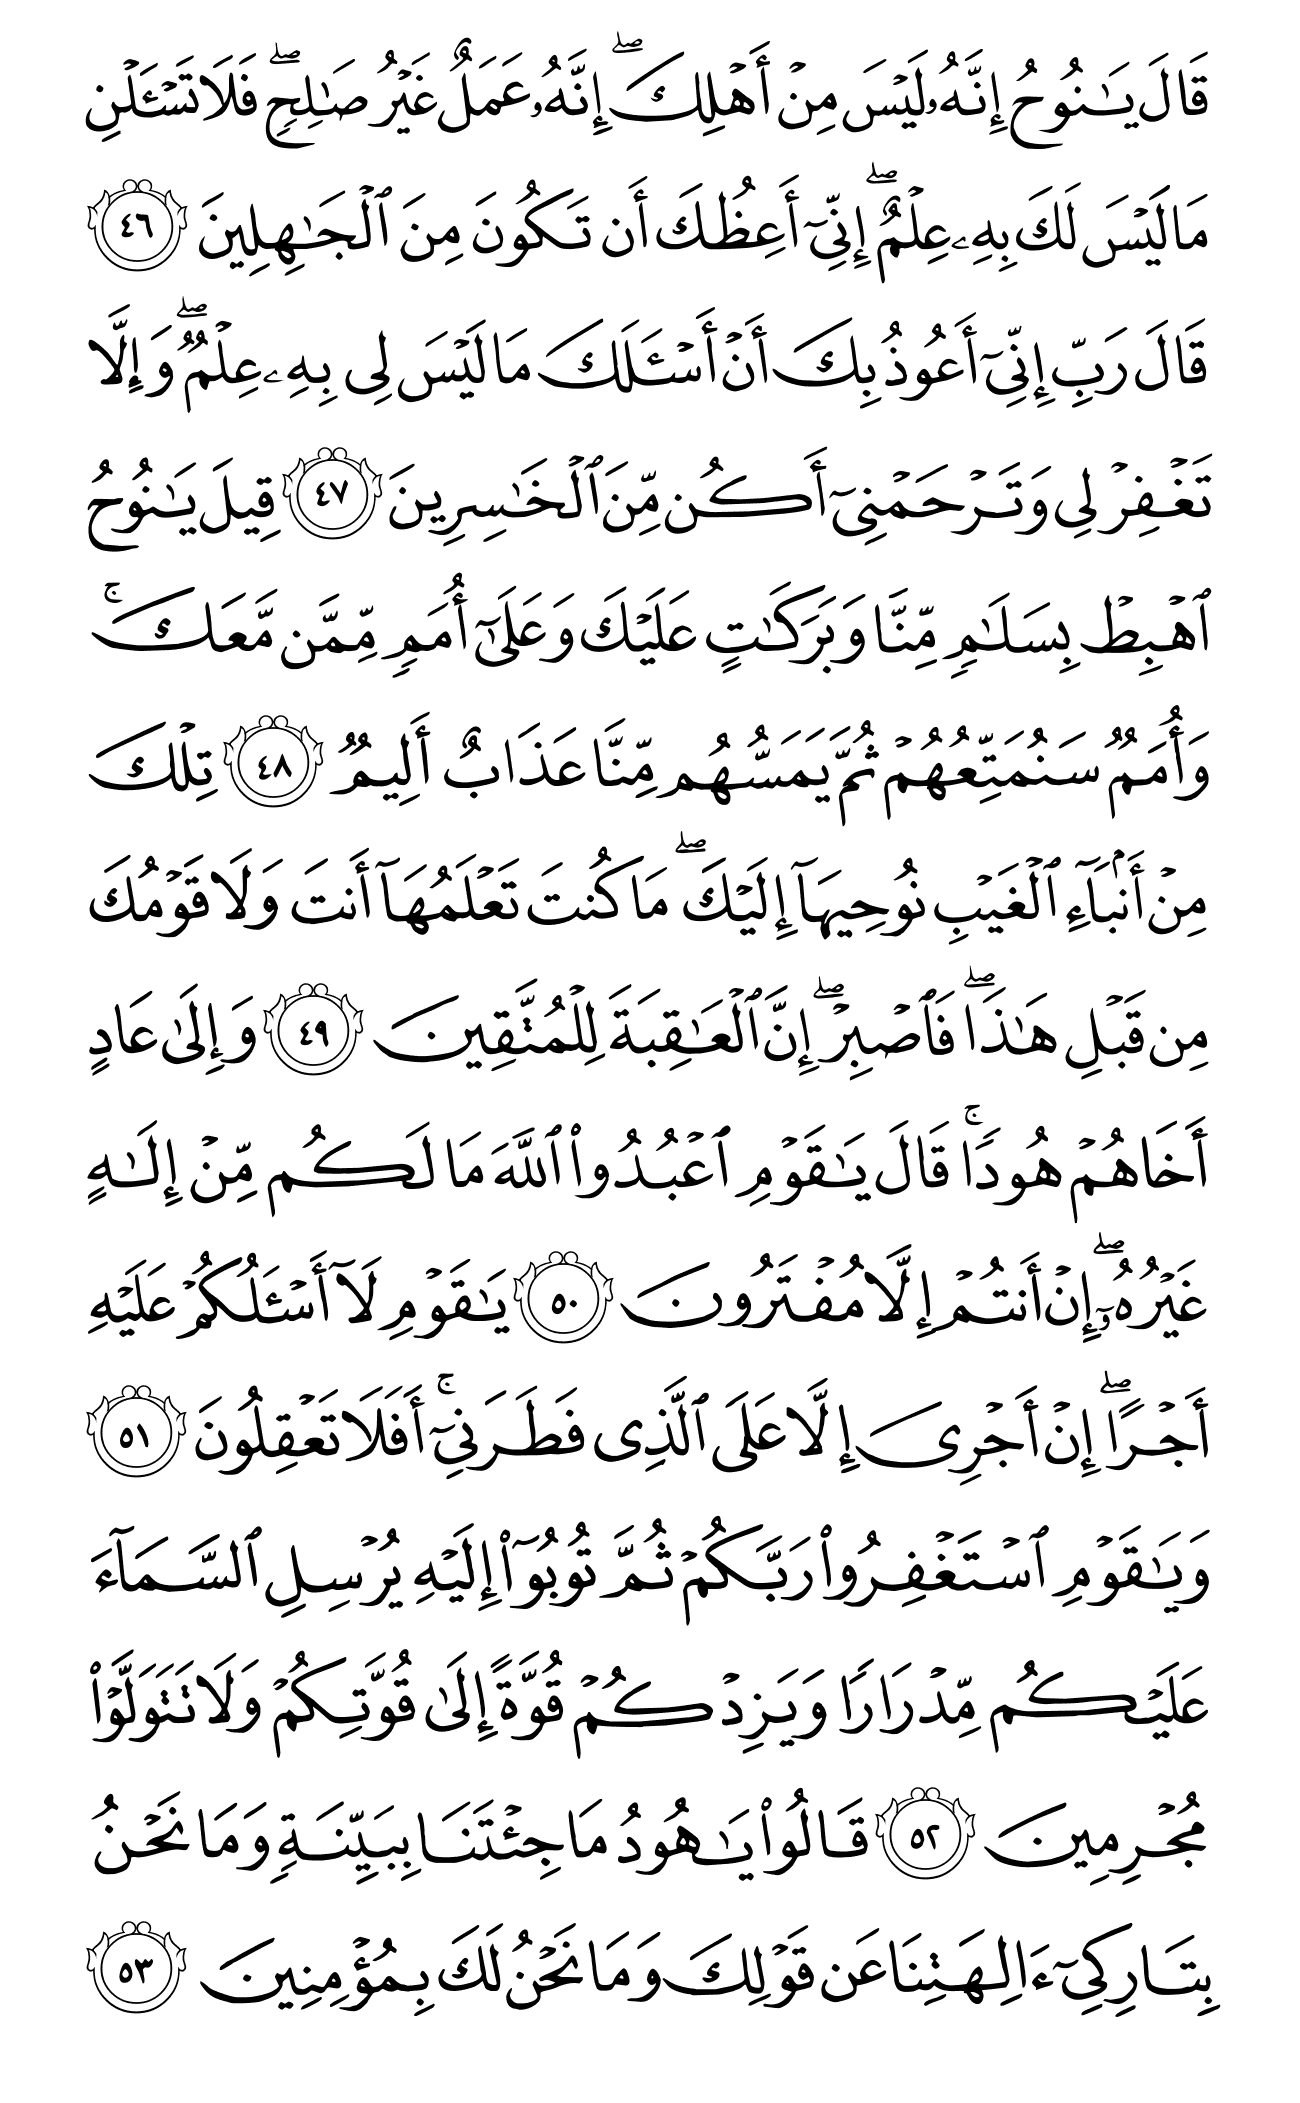 قَالَ يَٰنُوحُ إِنَّهُۥ لَيۡسَ مِنۡ أَهۡلِكَۖ إِنَّهُۥ عَمَلٌ غَيۡرُ صَٰلِحٖۖ فَلَا تَسۡـَٔلۡنِ
مَا لَيۡسَ لَكَ بِهِۦ عِلۡمٌۖ إِنِّيٓ أَعِظُكَ أَن تَكُونَ مِنَ ٱلۡجَٰهِلِينَ ٤٦
قَالَ رَبِّ إِنِّيٓ أَعُوذُ بِكَ أَنۡ أَسۡـَٔلَكَ مَا لَيۡسَ لِي بِهِۦ عِلۡمٞۖ وَإِلَّا
تَغۡفِرۡ لِي وَتَرۡحَمۡنِيٓ أَكُن مِّنَ ٱلۡخَٰسِرِينَ ٤٧ قِيلَ يَٰنُوحُ
ٱهۡبِطۡ بِسَلَٰمٖ مِّنَّا وَبَرَكَٰتٍ عَلَيۡكَ وَعَلَىٰٓ أُمَمٖ مِّمَّن مَّعَكَۚ
وَأُمَمٞ سَنُمَتِّعُهُمۡ ثُمَّ يَمَسُّهُم مِّنَّا عَذَابٌ أَلِيمٞ ٤٨ تِلۡكَ
مِنۡ أَنۢبَآءِ ٱلۡغَيۡبِ نُوحِيهَآ إِلَيۡكَۖ مَا كُنتَ تَعۡلَمُهَآ أَنتَ وَلَا قَوۡمُكَ
مِن قَبۡلِ هَٰذَاۖ فَٱصۡبِرۡۖ إِنَّ ٱلۡعَٰقِبَةَ لِلۡمُتَّقِينَ ٤٩ وَإِلَىٰ عَادٍ
أَخَاهُمۡ هُودٗاۚ قَالَ يَٰقَوۡمِ ٱعۡبُدُواْ ٱللَّهَ مَا لَكُم مِّنۡ إِلَٰهٍ
غَيۡرُهُۥٓۖ إِنۡ أَنتُمۡ إِلَّا مُفۡتَرُونَ ٥٠ يَٰقَوۡمِ لَآ أَسۡـَٔلُكُمۡ عَلَيۡهِ
أَجۡرًاۖ إِنۡ أَجۡرِيَ إِلَّا عَلَى ٱلَّذِي فَطَرَنِيٓۚ أَفَلَا تَعۡقِلُونَ ٥١
وَيَٰقَوۡمِ ٱسۡتَغۡفِرُواْ رَبَّكُمۡ ثُمَّ تُوبُوٓاْ إِلَيۡهِ يُرۡسِلِ ٱلسَّمَآءَ
عَلَيۡكُم مِّدۡرَارٗا وَيَزِدۡكُمۡ قُوَّةً إِلَىٰ قُوَّتِكُمۡ وَلَا تَتَوَلَّوۡاْ
مُجۡرِمِينَ ٥٢ قَالُواْ يَٰهُودُ مَا جِئۡتَنَا بِبَيِّنَةٖ وَمَا نَحۡنُ
بِتَارِكِيٓ ءَالِهَتِنَا عَن قَوۡلِكَ وَمَا نَحۡنُ لَكَ بِمُؤۡمِنِينَ ٥٣